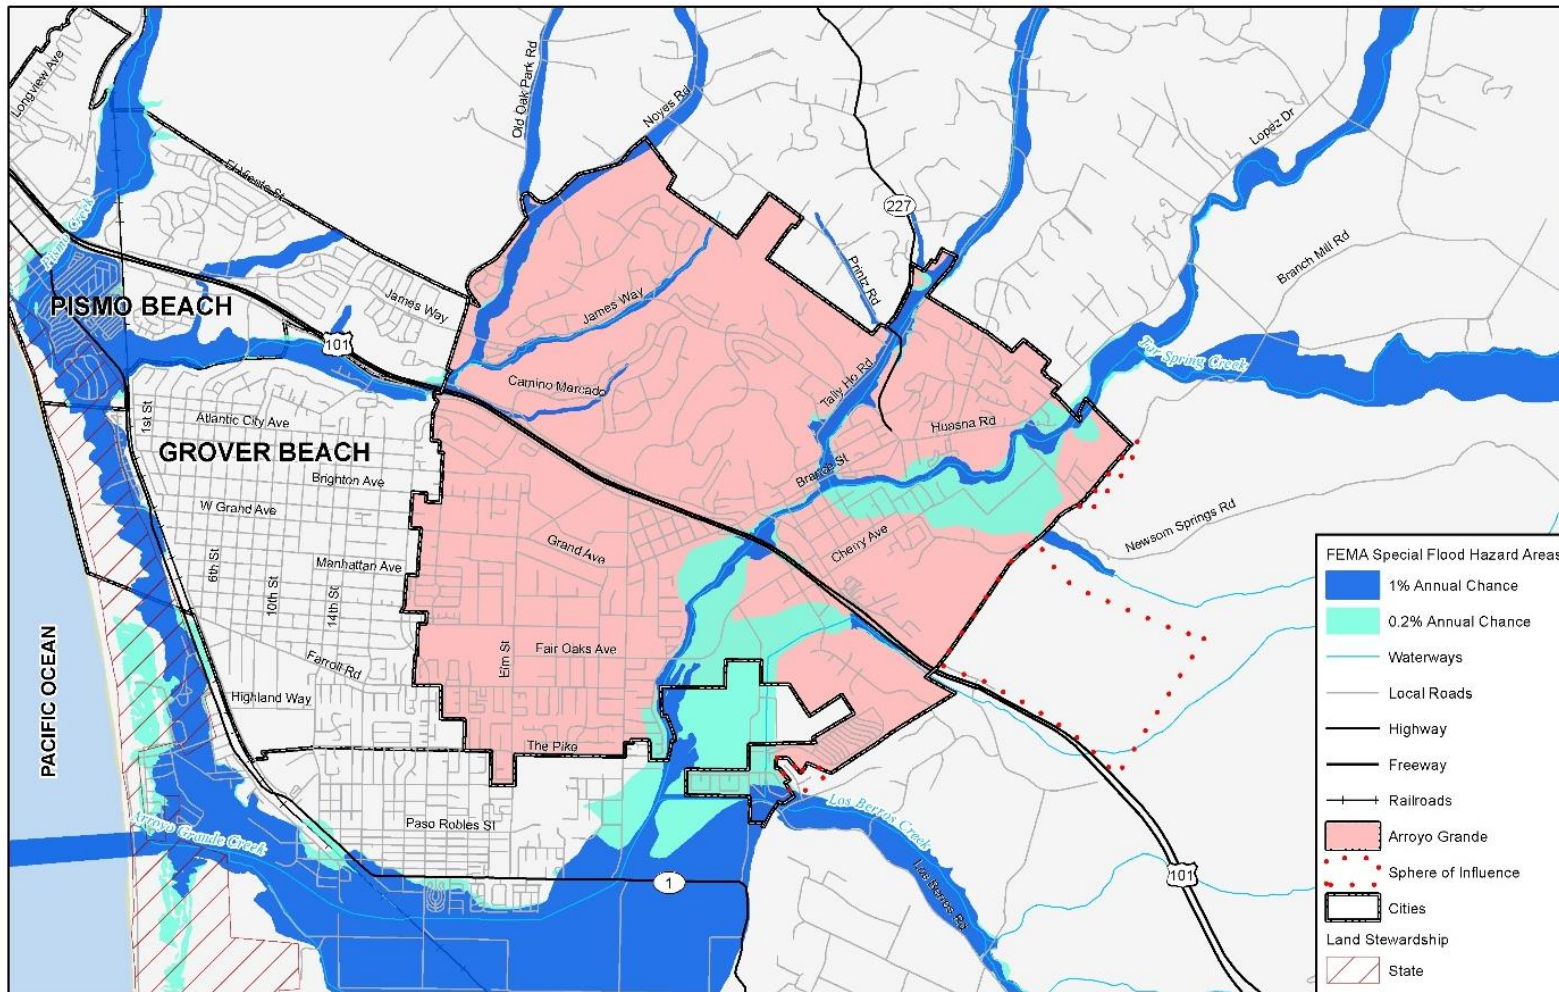 Longview Ave
Old Oak Park Rd
Noyes Rd
Lopez Dr
El Viento St
227
Pismo Creek
Printz Rd
Branch Mill Rd
PISMO BEACH
James Way
James Way
101
Tar Spring Creek
Camino Mercado
Tally Ho Rd
1st St
Atlantic City Ave
Huasna Rd
GROVER BEACH
Branch St
Brighton Ave
W Grand Ave
Newsom Springs Rd
Grand Ave
Cherry Ave
Manhattan Ave
6th St
10th St
14th St
Elm St
Fair Oaks Ave
Farroll Rd
Highland Way
PACIFIC OCEAN
The Pike
Arroyo Grande Creek
Paso Robles St
Los Berros Creek
Los Berros Rd
1
101
FEMA Special Flood Hazard Areas
1% Annual Chance
0.2% Annual Chance
Waterways
Local Roads
Highway
Freeway
Railroads
Arroyo Grande
Sphere of Influence
Cities
Land Stewardship
State